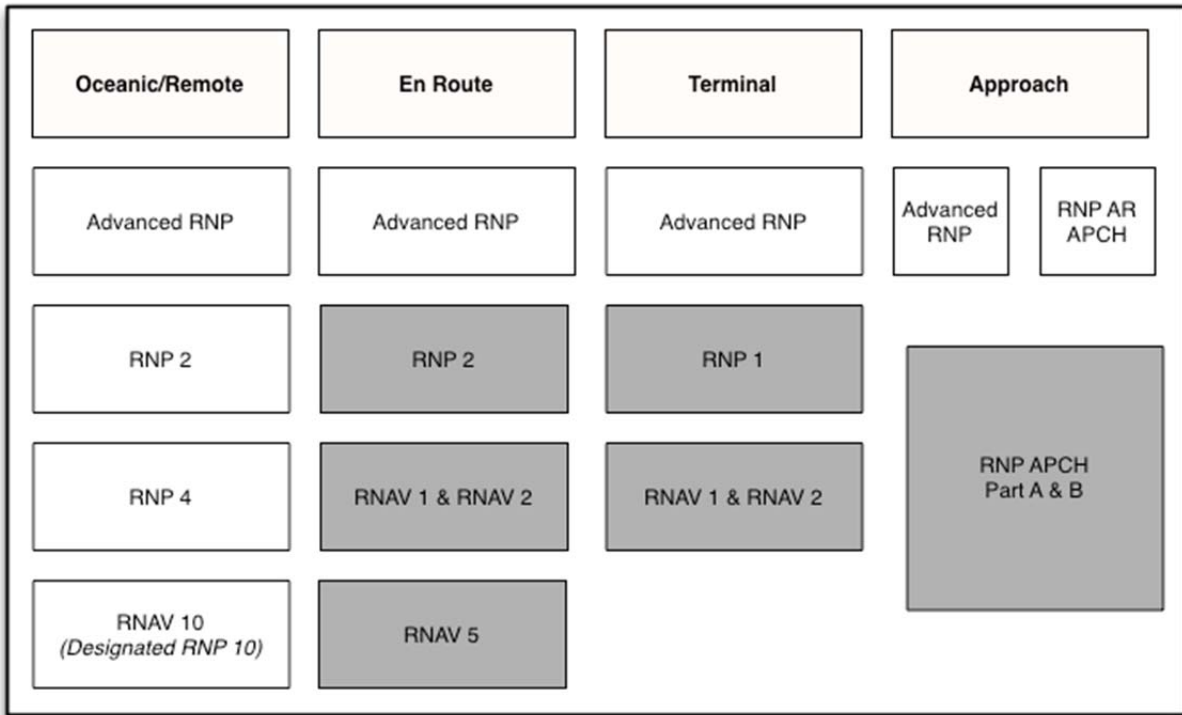 Oceanic/Remote
En Route
Terminal
Approach
Advanced RNP
Advanced RNP
Advanced RNP
Advanced
RNP
RNP AR
APCH
RNP 2
RNP 2
RNP 1
RNP 4
RNAV 1 & RNAV 2
RNAV 1 & RNAV 2
RNP APCH
Part A & B
RNAV 10
(Designated RNP 10)
RNAV 5